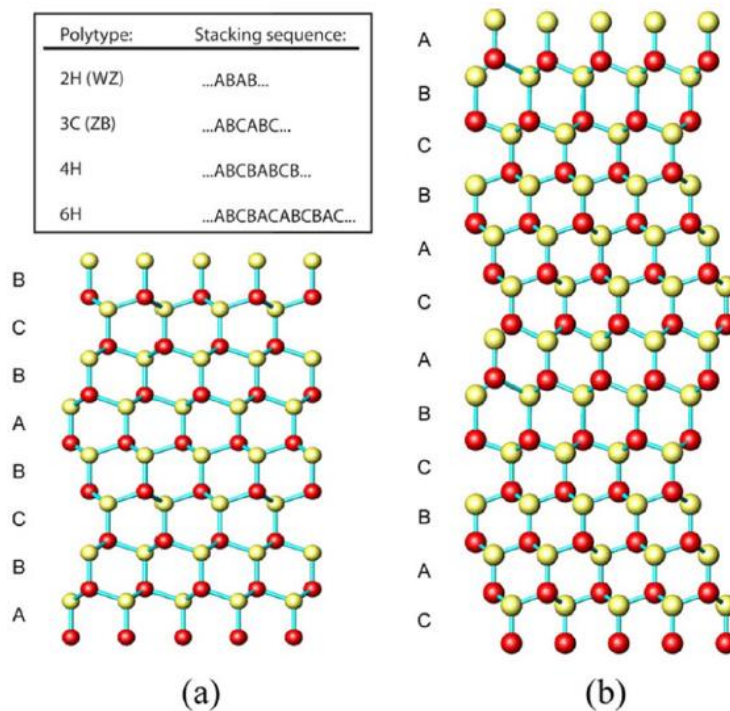 Polytype: Stacking sequence:
2H (WZ) ...ABAB...
3C (ZB) ...ABCABC...
4H ...ABCBABCB...
6H ...ABCBACABCBAC...
B
C
B
A
B
C
B
A
(a)
A
B
C
B
A
C
A
B
C
B
A
C
(b)